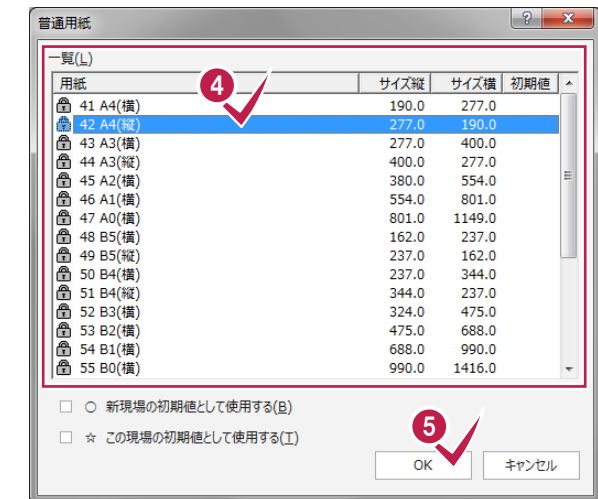 普通用紙
一覧(L)
用紙 サイズ縦 サイズ横 初期値
4
41 A4(横) 190.0 277.0
42 A4(縦) 277.0 190.0
43 A3(横) 277.0 400.0
44 A3(縦) 400.0 277.0
45 A2(横) 380.0 554.0
46 A1(横) 554.0 801.0
47 A0(横) 801.0 1149.0
48 B5(横) 162.0 237.0
49 B5(縦) 237.0 162.0
50 B4(横) 237.0 344.0
51 B4(縦) 344.0 237.0
52 B3(横) 324.0 475.0
53 B2(横) 475.0 688.0
54 B1(横) 688.0 990.0
55 B0(横) 990.0 1416.0
○ 新現場の初期値として使用する(B)
☆ この現場の初期値として使用する(T)
5
OK キャンセル